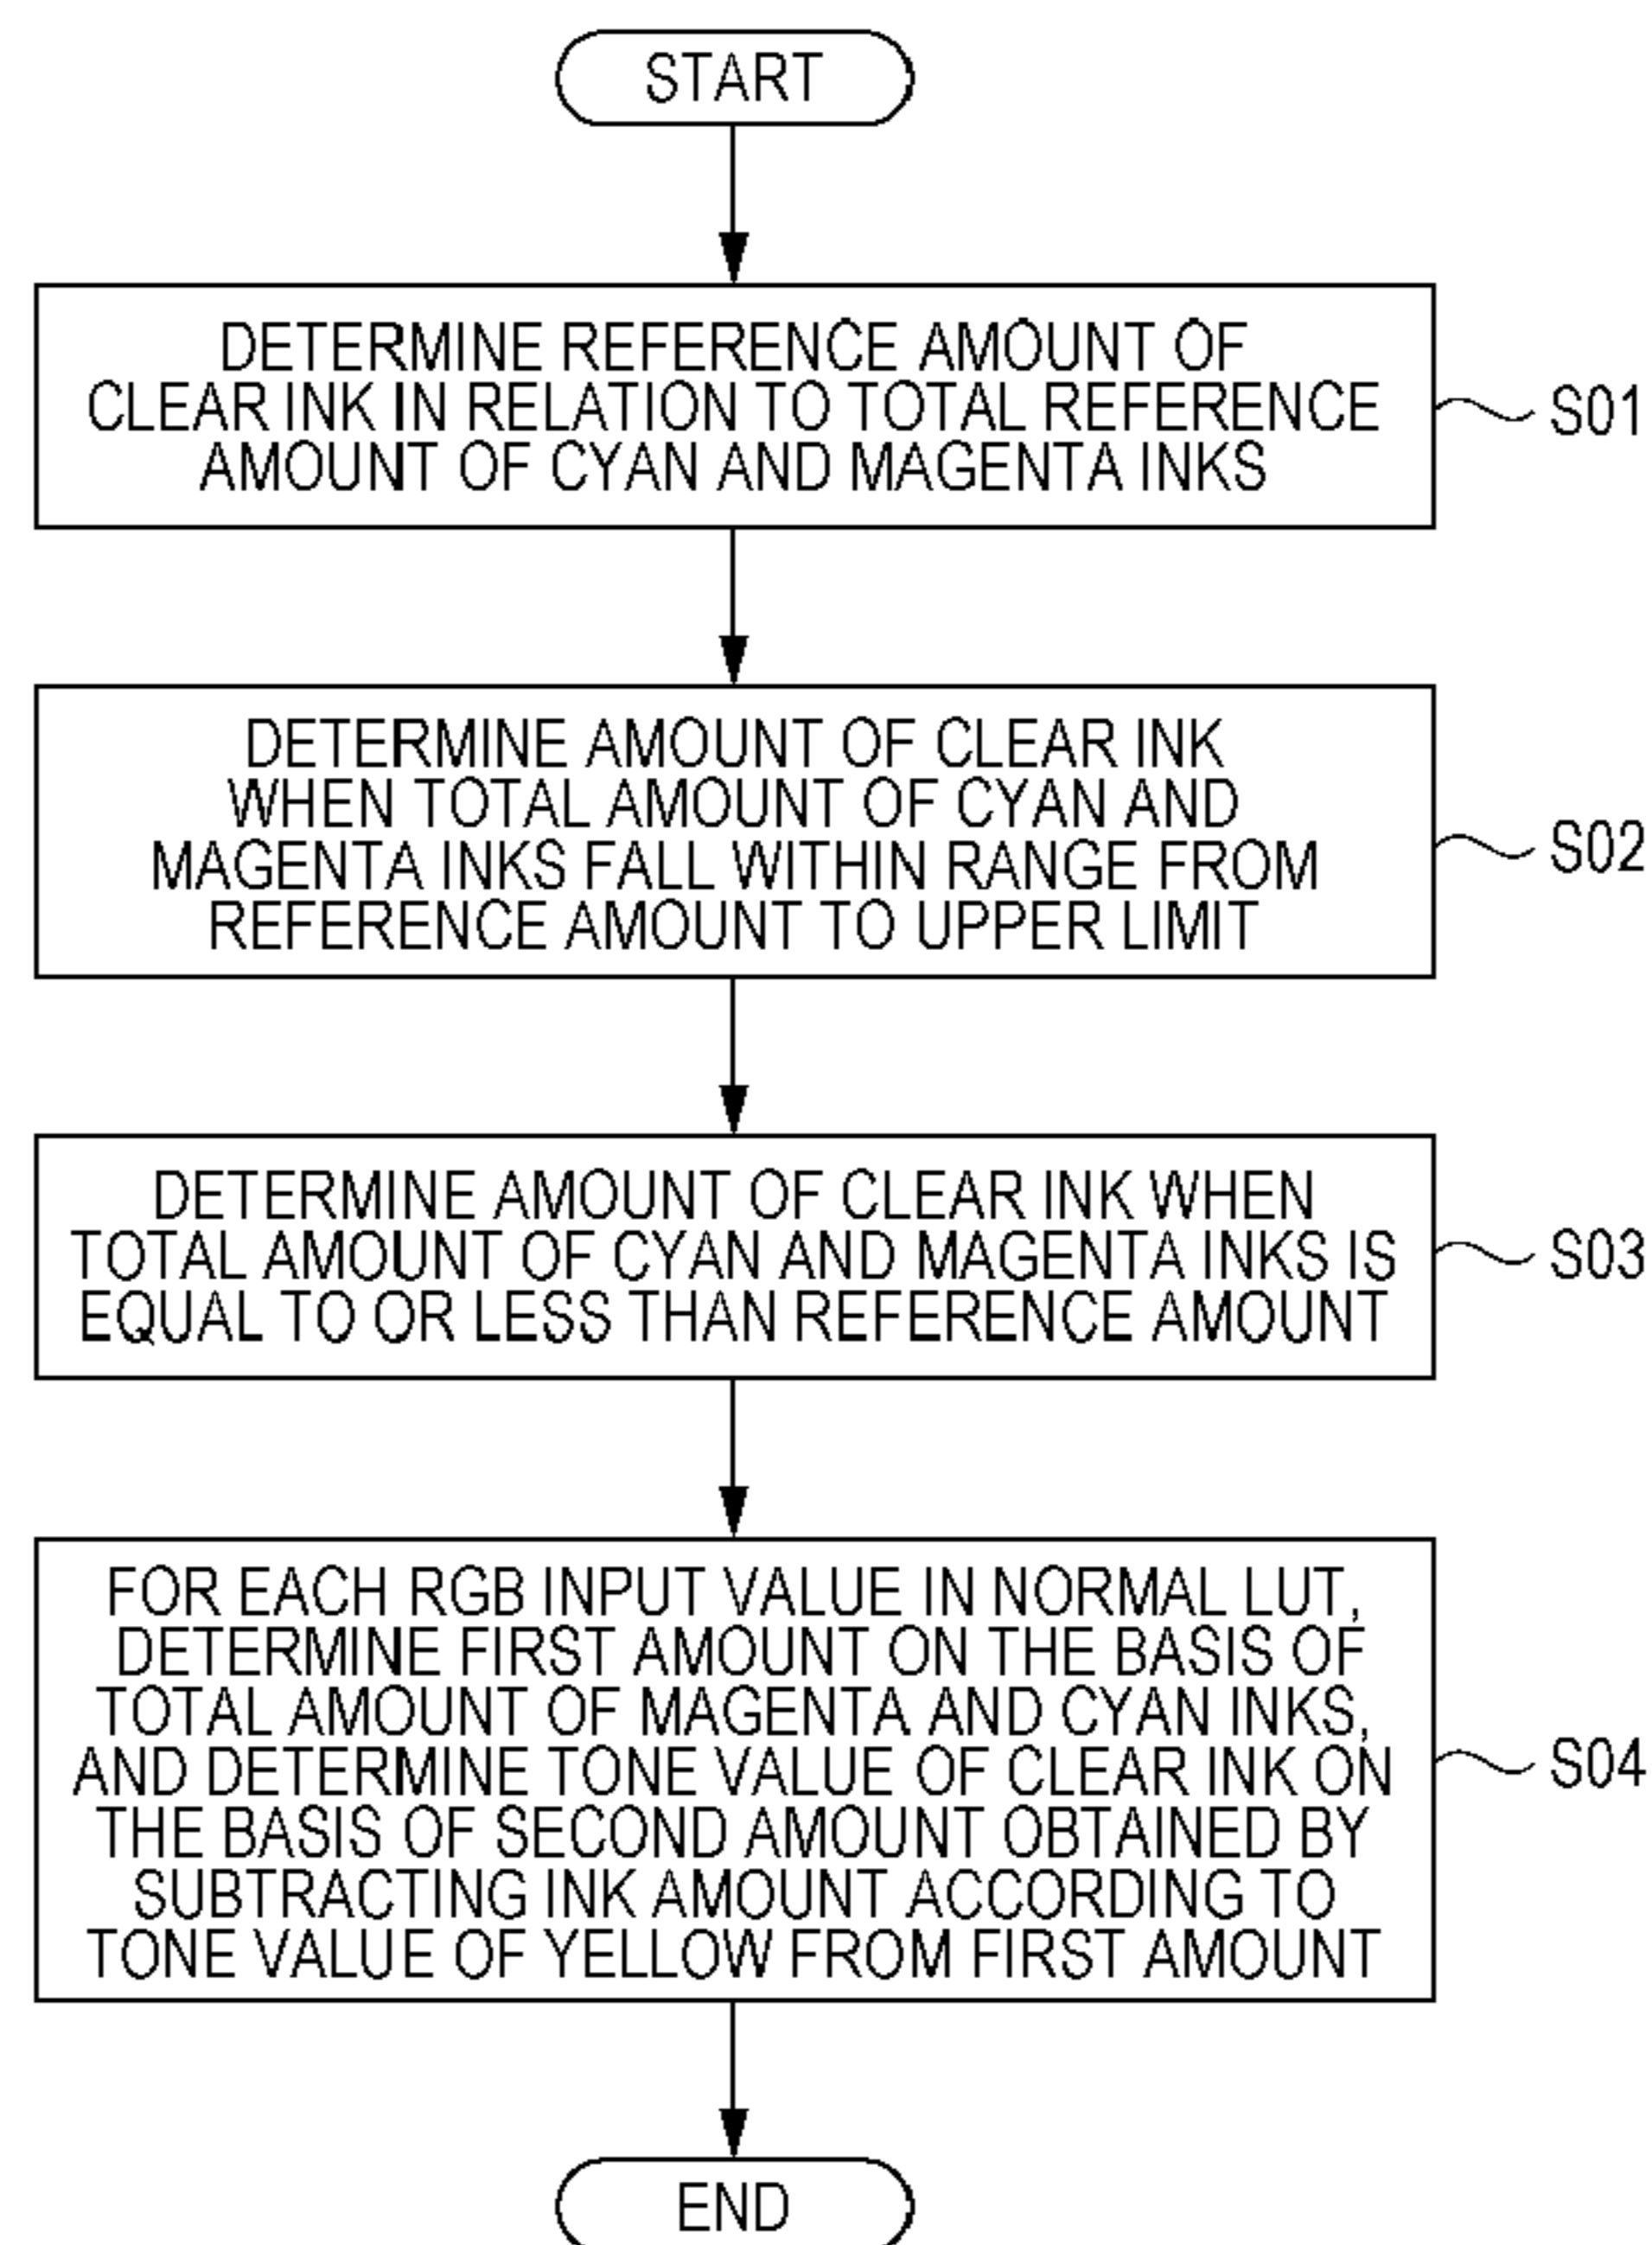 START
DETERMINE REFERENCE AMOUNT OF
CLEAR INK IN RELATION TO TOTAL REFERENCE
AMOUNT OF CYAN AND MAGENTA INKS
S01
DETERMINE AMOUNT OF CLEAR INK
WHEN TOTAL AMOUNT OF CYAN AND
MAGENTA INKS FALL WITHIN RANGE FROM
REFERENCE AMOUNT TO UPPER LIMIT
S02
DETERMINE AMOUNT OF CLEAR INK WHEN
TOTAL AMOUNT OF CYAN AND MAGENTA INKS IS
EQUAL TO OR LESS THAN REFERENCE AMOUNT
S03
FOR EACH RGB INPUT VALUE IN NORMAL LUT,
DETERMINE FIRST AMOUNT ON THE BASIS OF
TOTAL AMOUNT OF MAGENTA AND CYAN INKS,
AND DETERMINE TONE VALUE OF CLEAR INK ON
THE BASIS OF SECOND AMOUNT OBTAINED BY
SUBTRACTING INK AMOUNT ACCORDING TO
TONE VALUE OF YELLOW FROM FIRST AMOUNT
S04
END